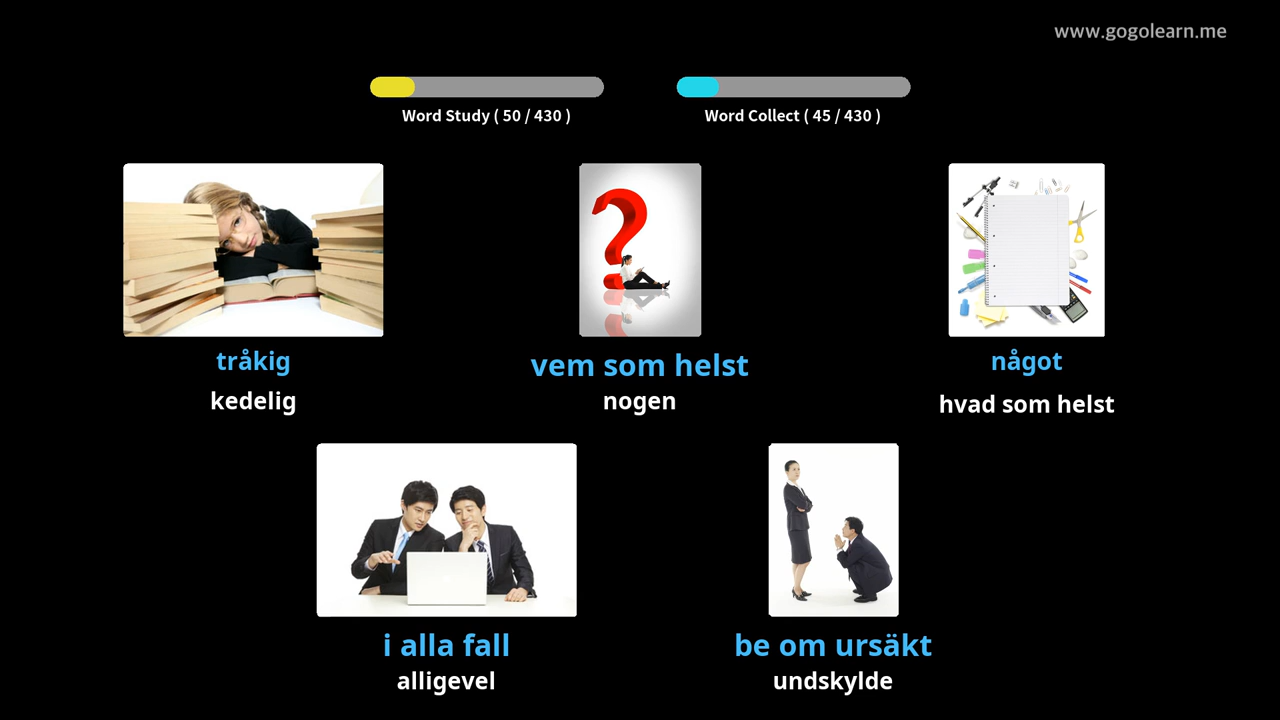 www.gogolearn.me
Word Study ( 50 / 430 )
Word Collect ( 45 / 430 )
tråkig
kedelig
vem som helst
nogen
något
hvad som helst
i alla fall
alligevel
be om ursäkt
undskylde